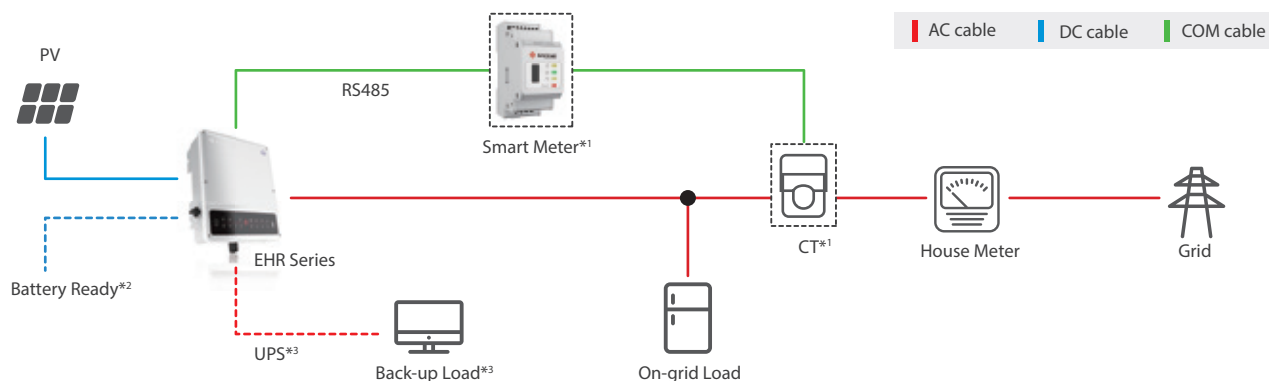 AC cable
DC cable
COM cable
PV
RS485
Smart Meter*1
EHR Series
CT*1
House Meter
Grid
Battery Ready*2
UPS*3
Back-up Load*3
On-grid Load